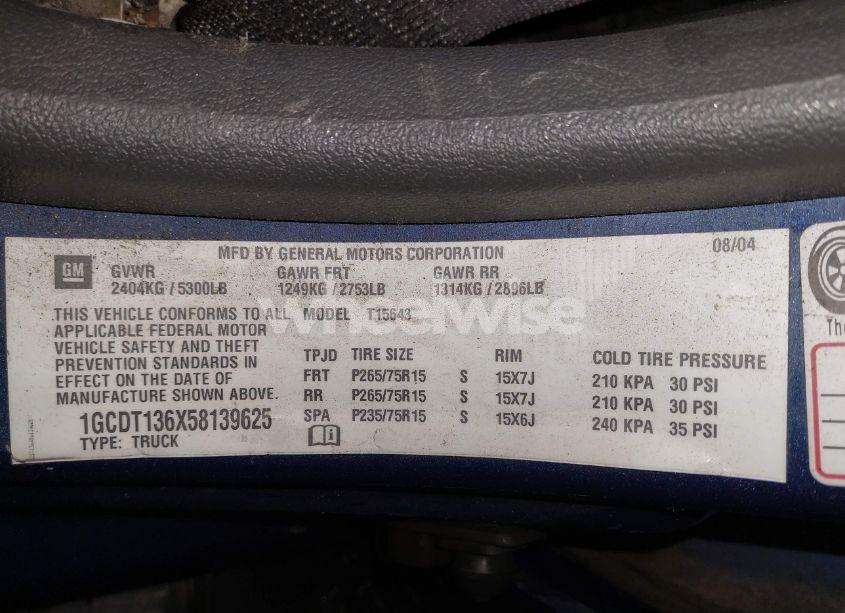 MFD BY GENERAL MOTORS CORPORATION 08/04
GM GVWR GAWR FRT GAWR RR
2404KG / 5300LB 1249KG / 2753LB 1314KG / 2896LB
wheelwise
THIS VEHICLE CONFORMS TO ALL MODEL T15643
APPLICABLE FEDERAL MOTOR
VEHICLE SAFETY AND THEFT
PREVENTION STANDARDS IN
EFFECT ON THE DATE OF
MANUFACTURE SHOWN ABOVE.
1GCDT136X58139625
TYPE: TRUCK
TPJD TIRE SIZE RIM COLD TIRE PRESSURE
FRT P265/75R15 S 15X7J 210 KPA 30 PSI
RR P265/75R15 S 15X7J 210 KPA 30 PSI
SPA P235/75R15 S 15X6J 240 KPA 35 PSI
The